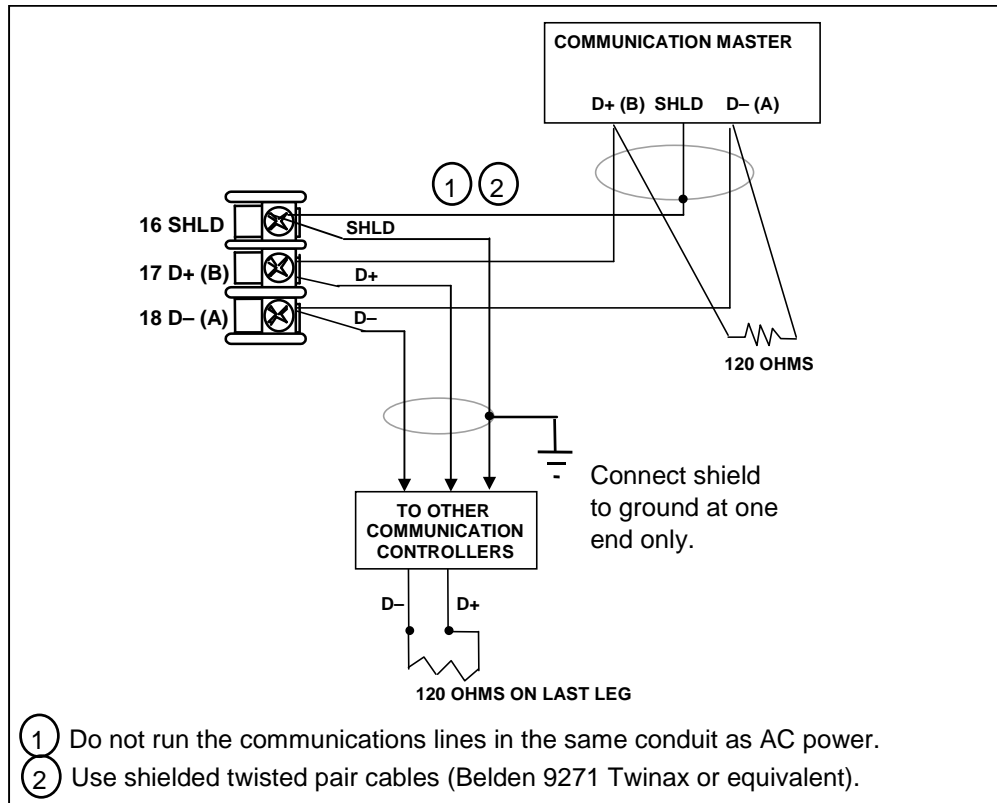 COMMUNICATION MASTER
D+ (B) SHLD D– (A)
1 2
16 SHLD
SHLD
17 D+ (B)
D+
18 D– (A)
D–
120 OHMS
Connect shield
to ground at one
end only.
TO OTHER
COMMUNICATION
CONTROLLERS
D– D+
120 OHMS ON LAST LEG
1 Do not run the communications lines in the same conduit as AC power.
2 Use shielded twisted pair cables (Belden 9271 Twinax or equivalent).